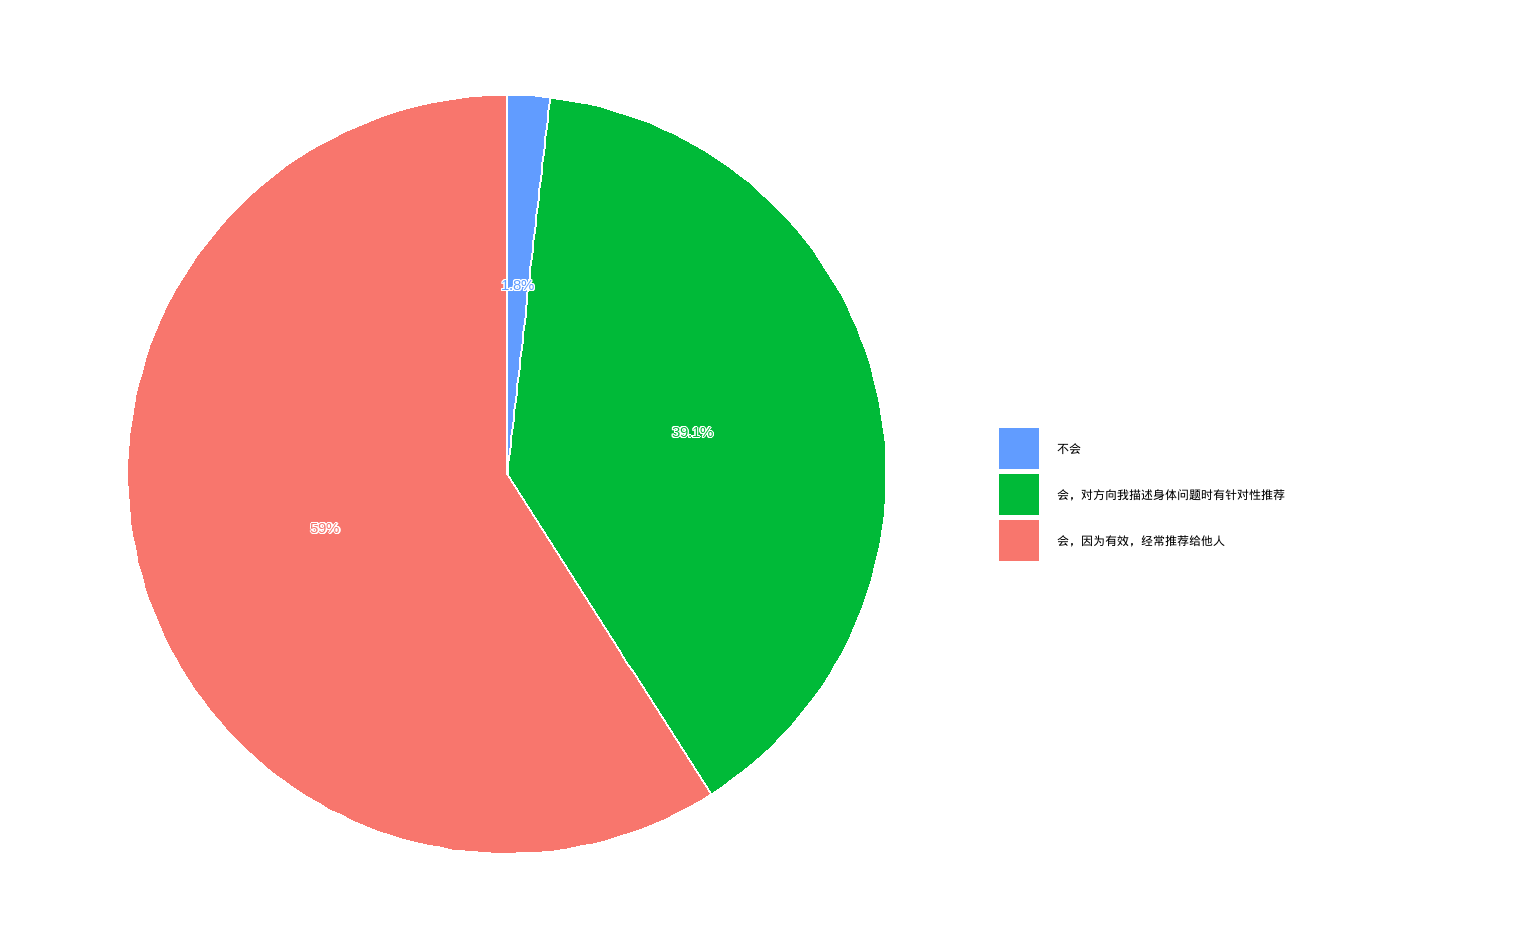 1.8%
39.1%
59%
不会
会，对方向我描述身体问题时有针对性推荐
会，因为有效，经常推荐给他人